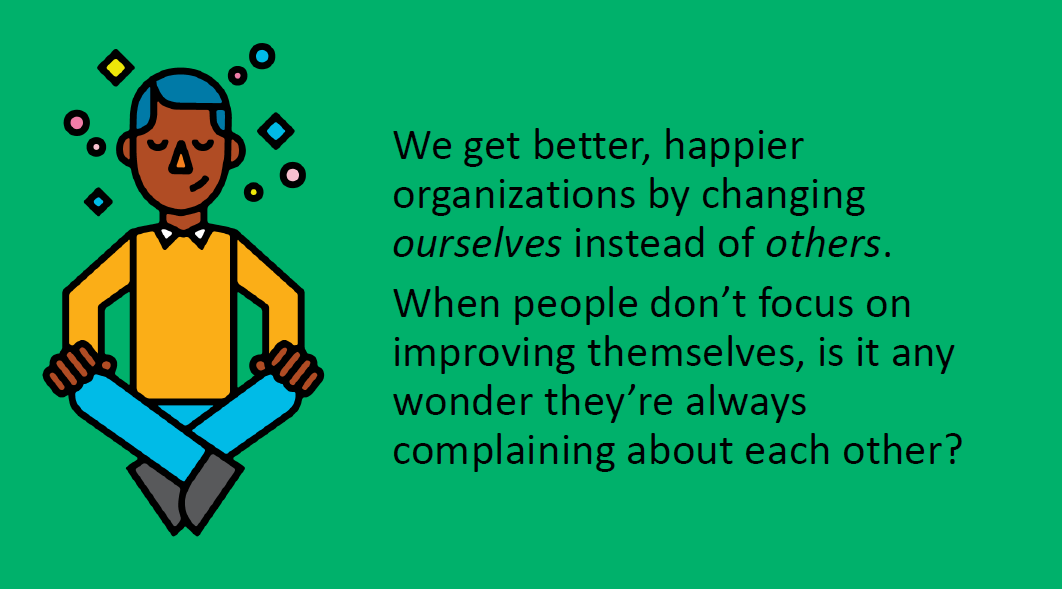 We get better, happier
organizations by changing
ourselves instead of others.
When people don’t focus on
improving themselves, is it any
wonder they’re always
complaining about each other?